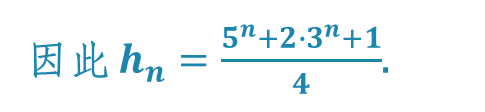 因此 hₙ = (5ⁿ+2·3ⁿ+1)/4.